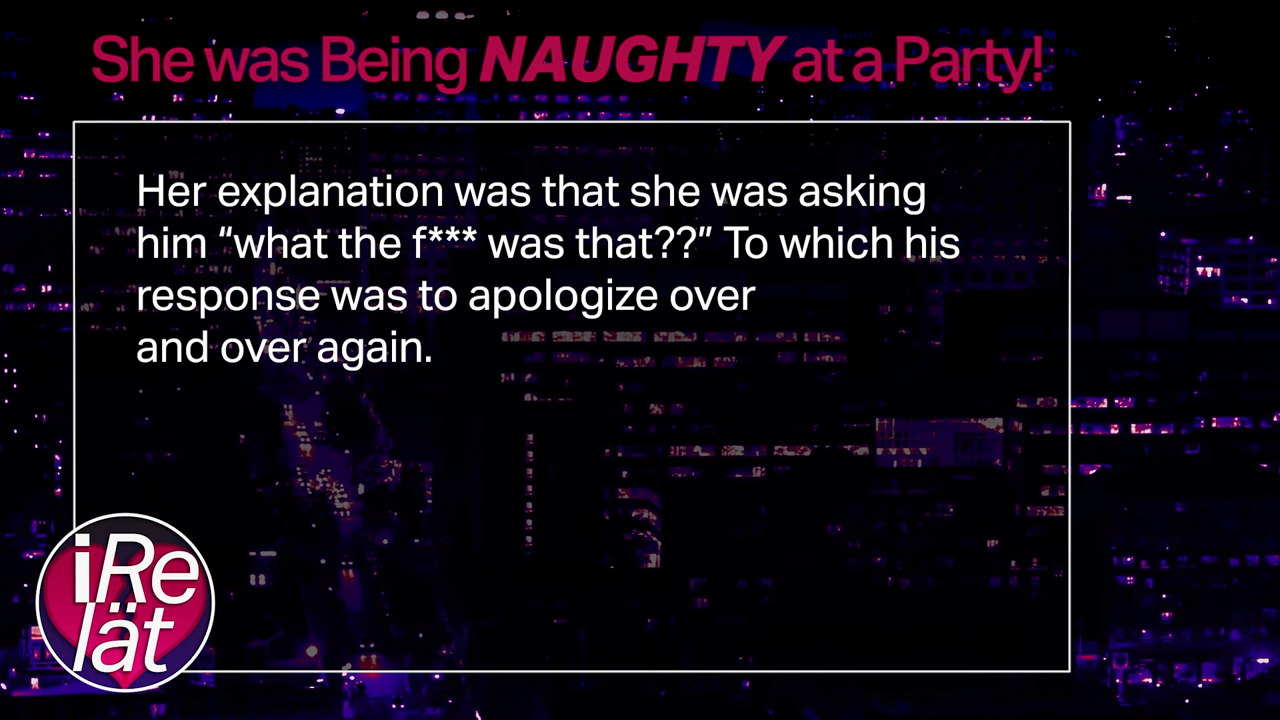 She was Being NAUGHTY at a Party!
Her explanation was that she was asking
him “what the f*** was that??” To which his
response was to apologize over
and over again.
iRe
lät